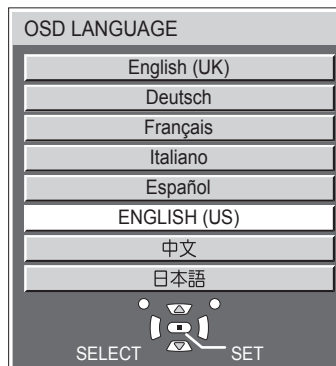 OSD LANGUAGE
English (UK)
Deutsch
Français
Italiano
Español
ENGLISH (US)
中文
日本語
SELECT SET